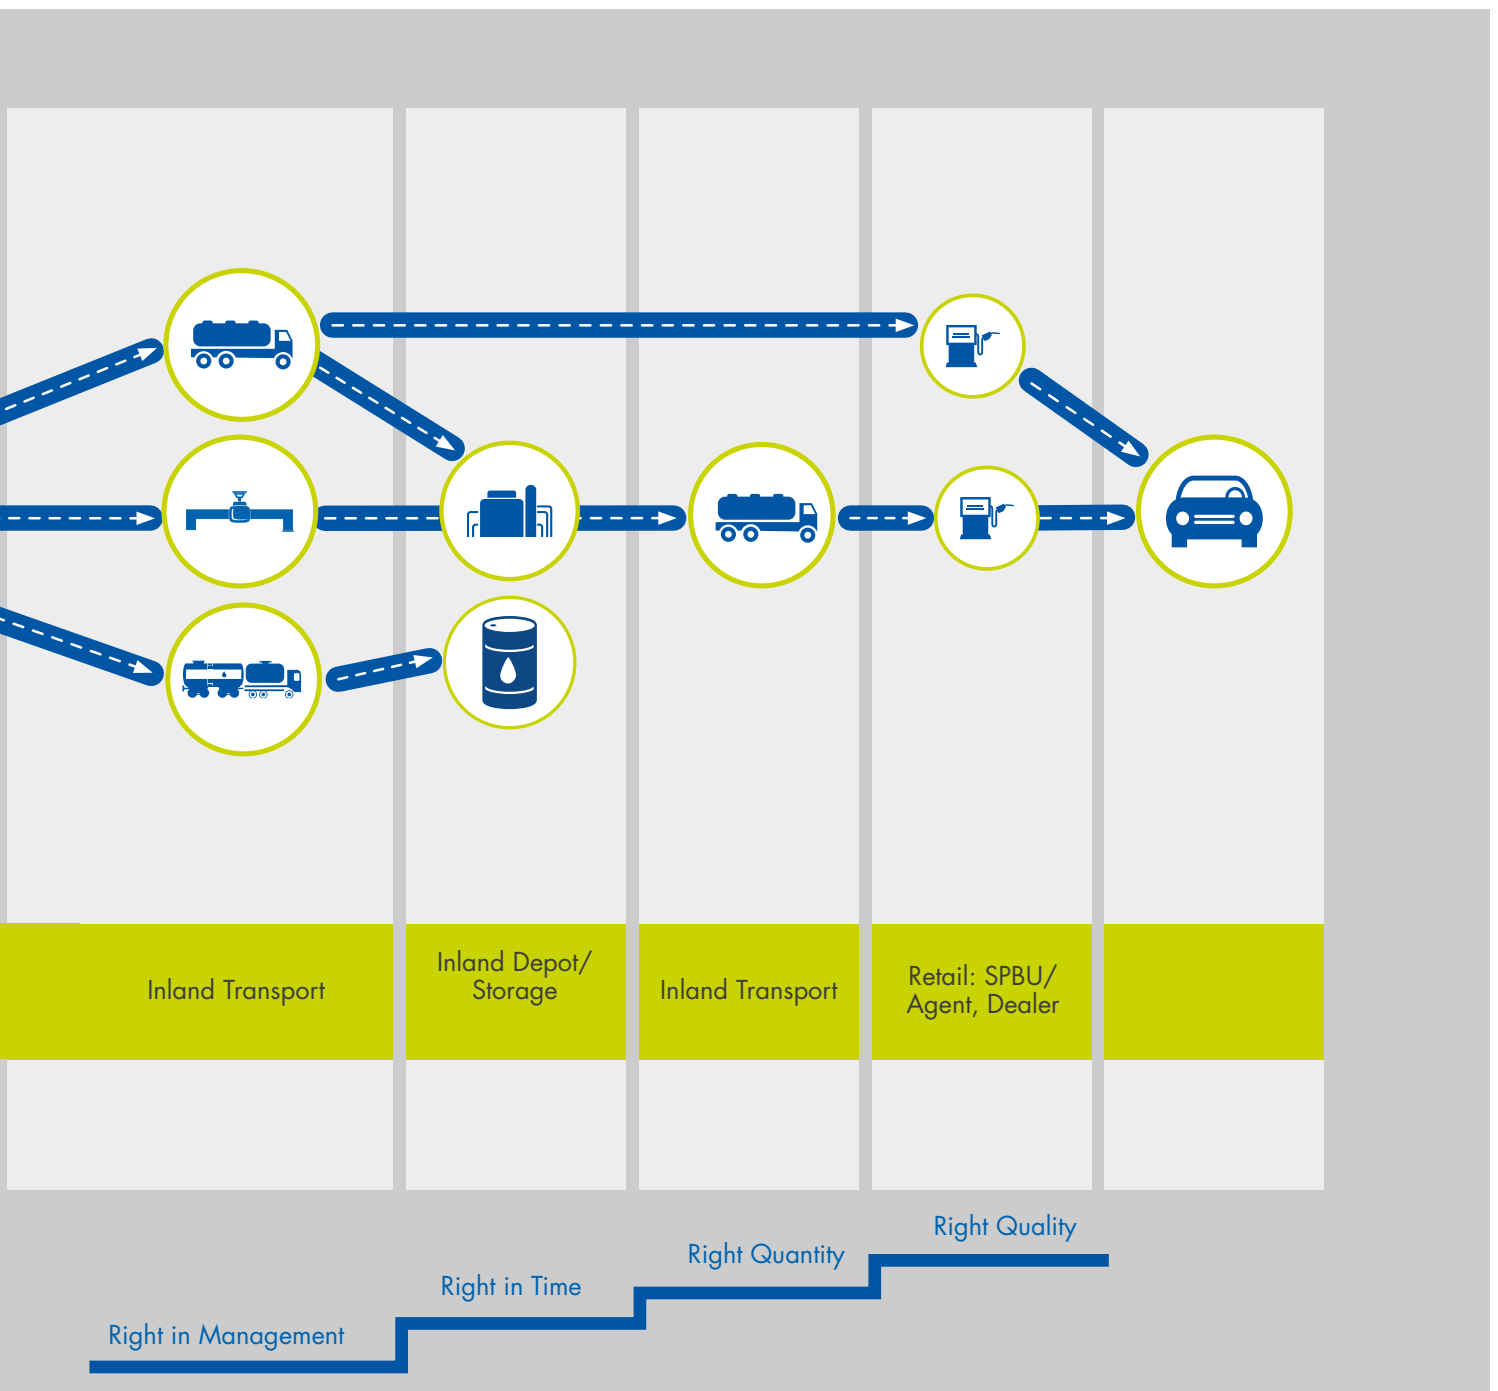 Inland Transport
Inland Depot/
Storage
Inland Transport
Retail: SPBU/
Agent, Dealer
Right in Management
Right in Time
Right Quantity
Right Quality